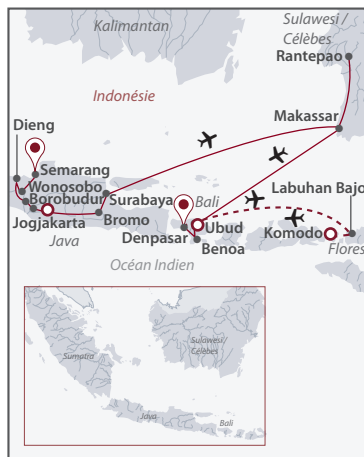 Kalimantan
Sulawesi /
Célèbes
Rantepao
Indonésie
Makassar
Dieng
Semarang
Wonosobo
Borobudur
Surabaya
Bali
Labuhan Bajo
Jogjakarta
Bromo
Ubud
Java
Denpasar
Komodo
Benoa
Flores
Océan Indien
Sumatra
Sulawesi /
Célèbes
Java
Bali